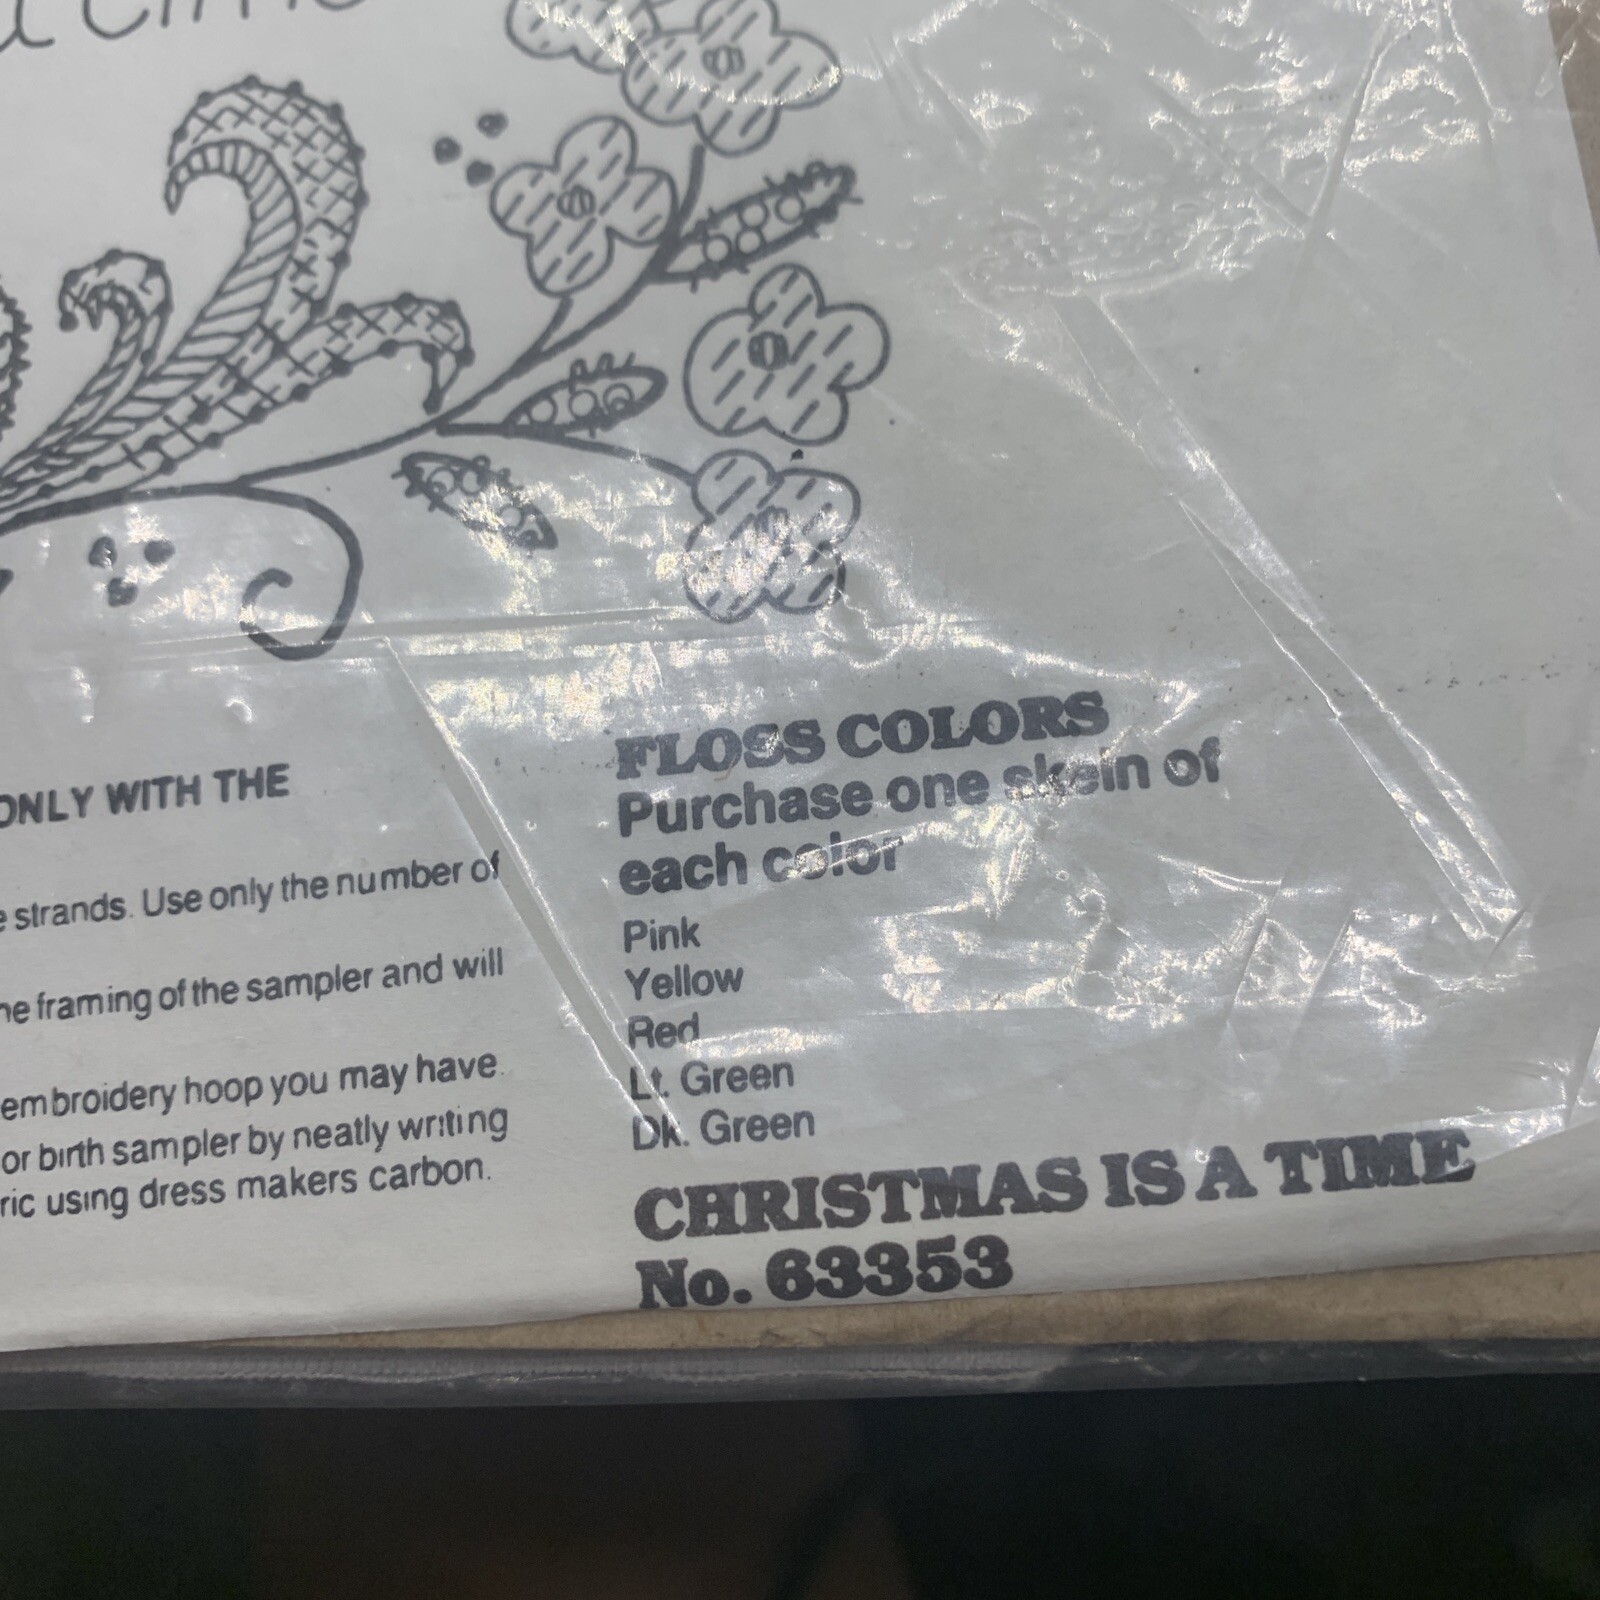 ONLY WITH THE
strands. Use only the number of
framing of the sampler and will
embroidery hoop you may have.
or birth sampler by neatly writing
using dress makers carbon.
FLOSS COLORS
Purchase one skein of
each color
Pink
Yellow
Red
Lt. Green
Dk. Green
CHRISTMAS IS A TIME
No. 63353